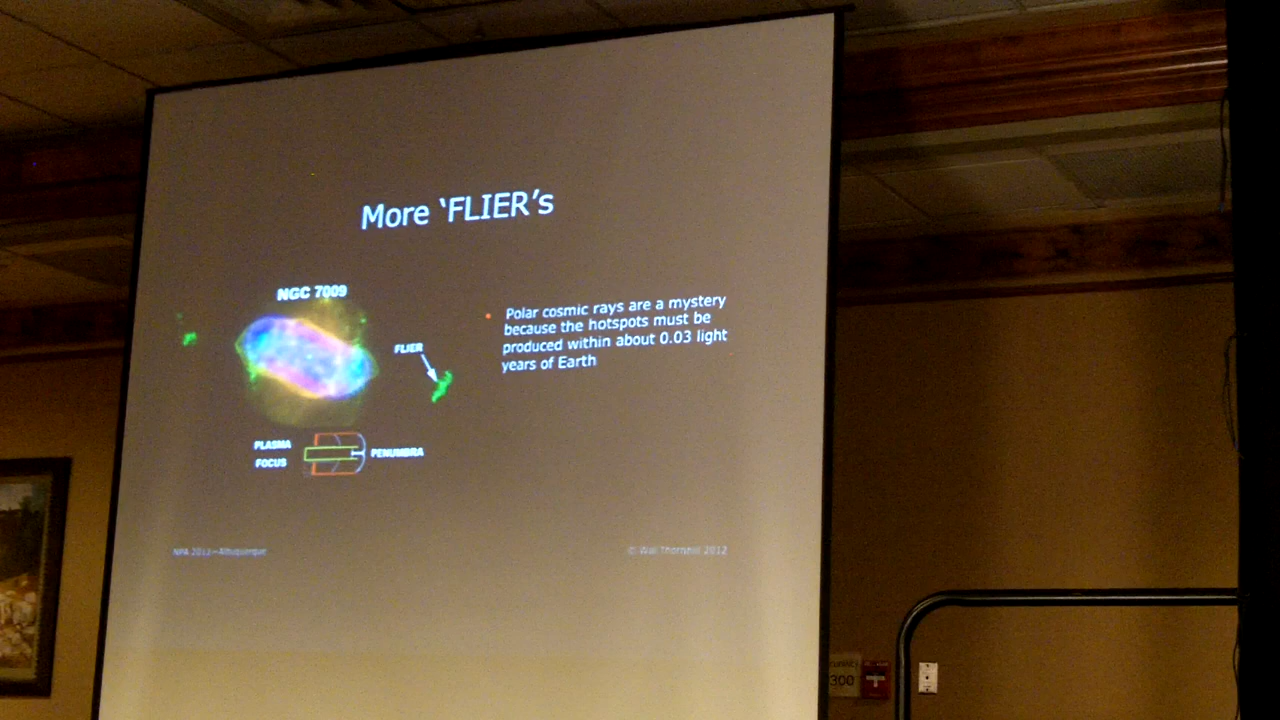 More ‘FLIER’s
NGC 7009
FLIER
PLASMA
FOCUS
PENUMBRA
Polar cosmic rays are a mystery
because the hotspots must be
produced within about 0.03 light
years of Earth
NPA 2012—Albuquerque
© Wal Thornhill 2012
300